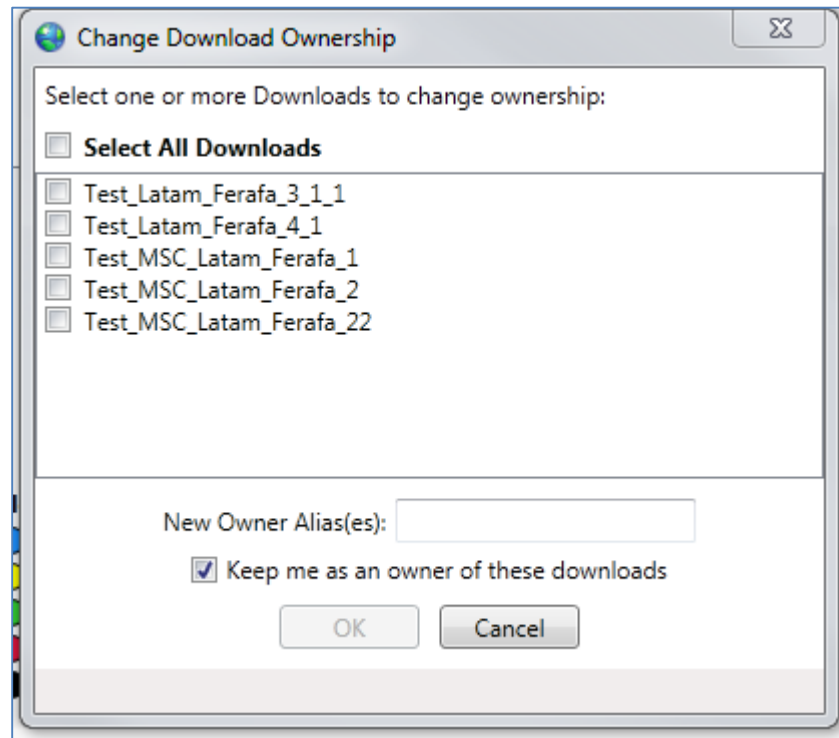 Change Download Ownership
Select one or more Downloads to change ownership:
Select All Downloads
Test_Latam_Ferafa_3_1_1
Test_Latam_Ferafa_4_1
Test_MSC_Latam_Ferafa_1
Test_MSC_Latam_Ferafa_2
Test_MSC_Latam_Ferafa_22
New Owner Alias(es):
Keep me as an owner of these downloads
OK Cancel